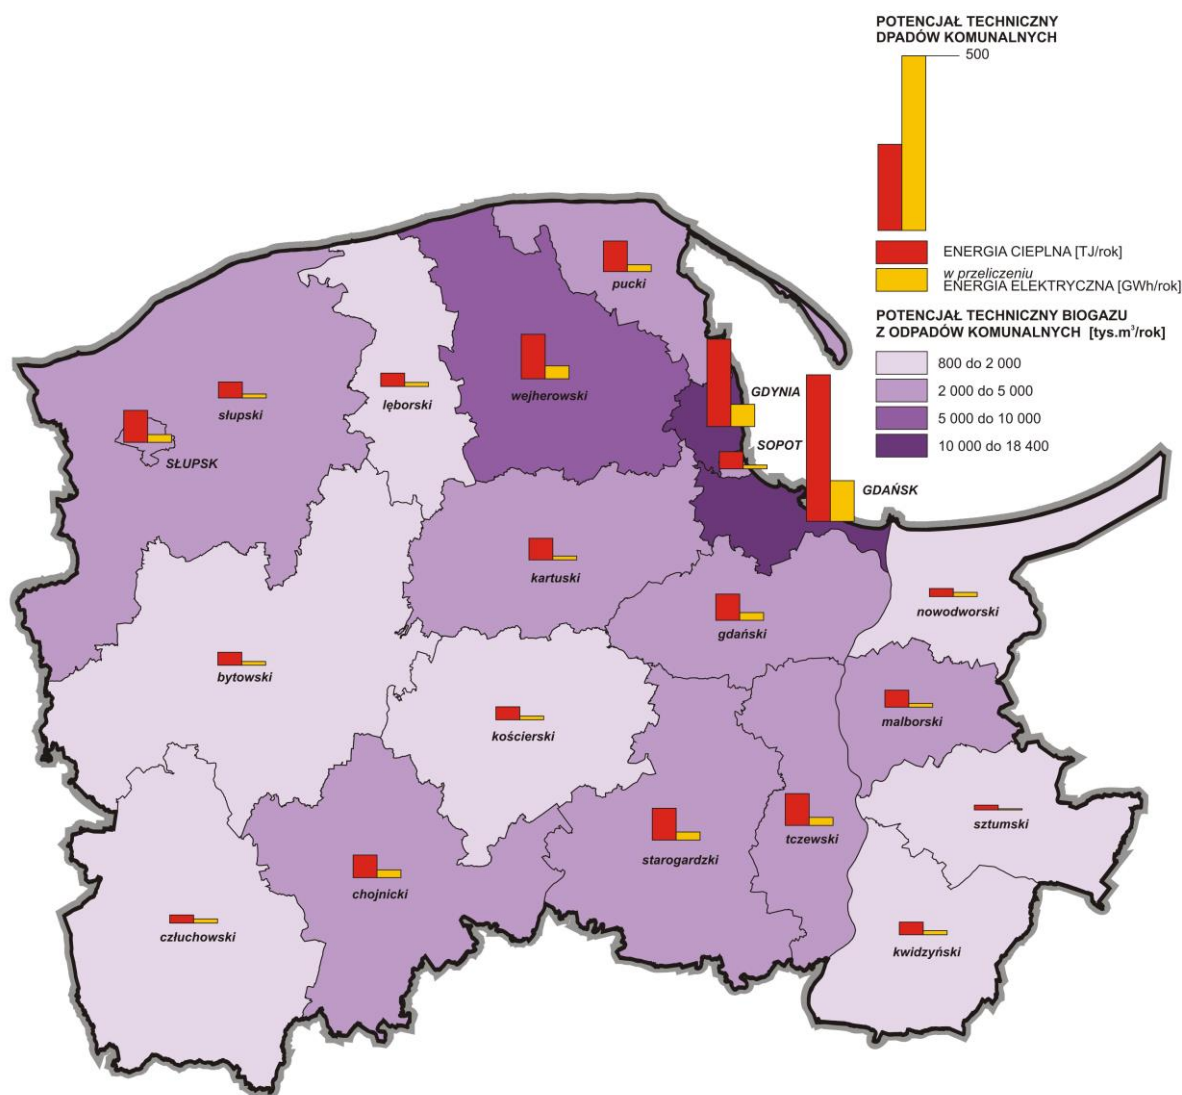 POTENCJAŁ TECHNICZNY
DPADÓW KOMUNALNYCH
500
ENERGIA CIEPLNA [TJ/rok]
w przeliczeniu
ENERGIA ELEKTRYCZNA [GWh/rok]
POTENCJAŁ TECHNICZNY BIOGAZU
Z ODPADÓW KOMUNALNYCH [tys.m³/rok]
800 do 2 000
2 000 do 5 000
5 000 do 10 000
10 000 do 18 400
pucki
wejherowski
lęborski
słupski
SŁUPSK
GDYNIA
SOPOT
GDAŃSK
kartuski
gdański
nowodworski
bytowski
kościerski
malborski
sztumski
tczewski
starogardzki
chojnicki
człuchowski
kwidzyński